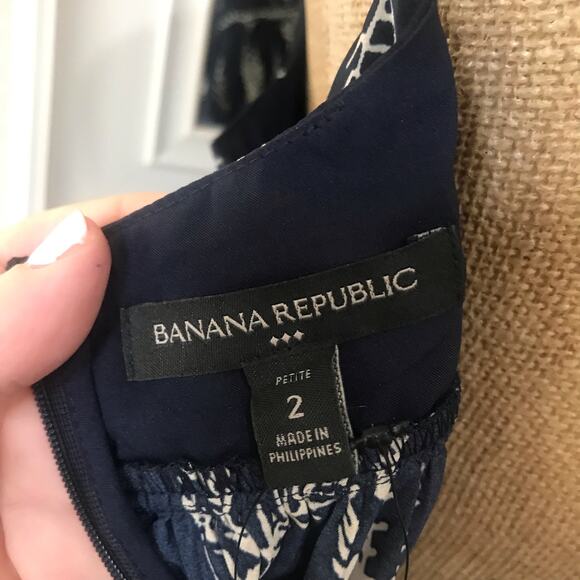 BANANA REPUBLIC
PETITE
2
MADE IN
PHILIPPINES